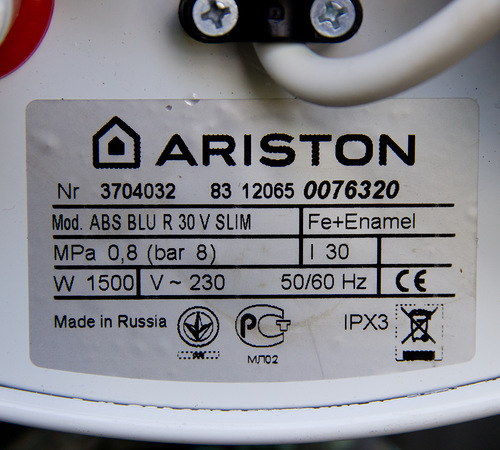 ARISTON
Nr 3704032 83 12065 0076320
Mod. ABS BLU R 30 V SLIM Fe+Enamel
MPa 0,8 (bar 8) l 30
W 1500 V ~ 230 50/60 Hz CE
Made in Russia PCT IPX3
МЛ02